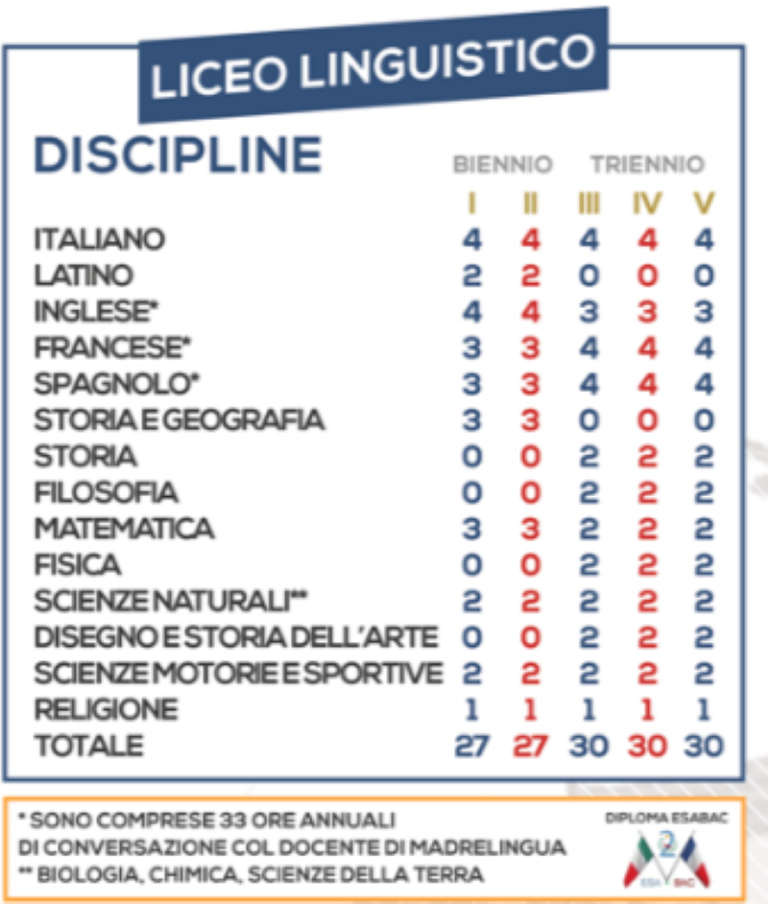 LICEO LINGUISTICO
DISCIPLINE BIENNIO TRIENNIO
I II III IV V
ITALIANO 4 4 4 4 4
LATINO 2 2 0 0 0
INGLESE* 4 4 3 3 3
FRANCESE* 3 3 4 4 4
SPAGNOLO* 3 3 4 4 4
STORIA E GEOGRAFIA 3 3 0 0 0
STORIA 0 0 2 2 2
FILOSOFIA 0 0 2 2 2
MATEMATICA 3 3 2 2 2
FISICA 0 0 2 2 2
SCIENZE NATURALI** 2 2 2 2 2
DISEGNO E STORIA DELL'ARTE 0 0 2 2 2
SCIENZE MOTORIE E SPORTIVE 2 2 2 2 2
RELIGIONE 1 1 1 1 1
TOTALE 27 27 30 30 30
* SONO COMPRESE 33 ORE ANNUALI
DI CONVERSAZIONE COL DOCENTE DI MADRELINGUA
** BIOLOGIA, CHIMICA, SCIENZE DELLA TERRA
DIPLOMA ESABAC
2
ESA BAC